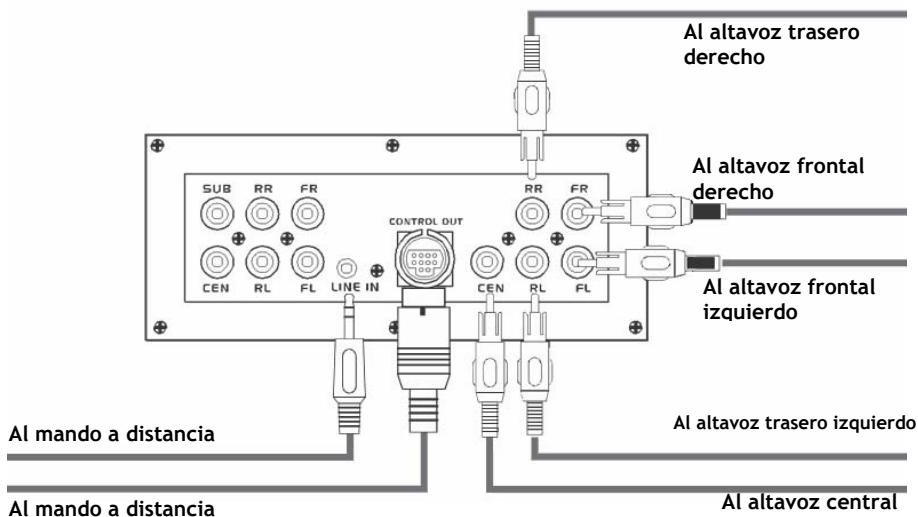 Al altavoz trasero
derecho
Al altavoz frontal
derecho
SUB RR FR
RR FR
CONTROL OUT
CEN RL FL LINE IN
CEN RL FL
Al altavoz frontal
izquierdo
Al mando a distancia
Al altavoz trasero izquierdo
Al mando a distancia
Al altavoz central